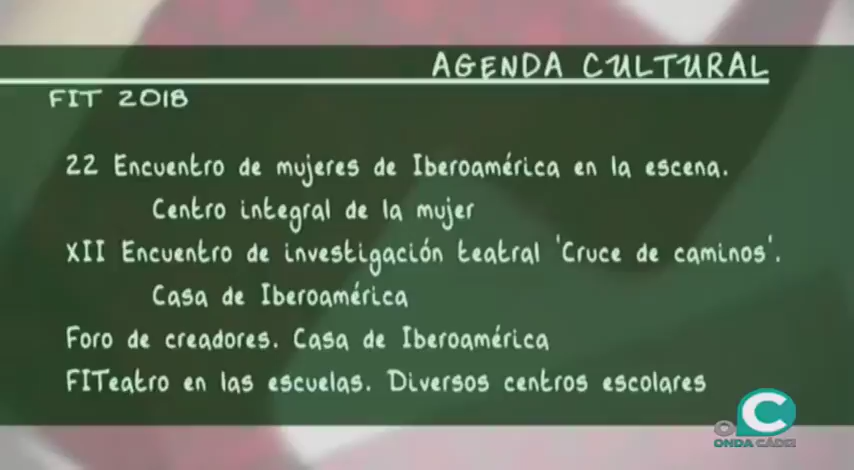 AGENDA CULTURAL
FIT 2018
22 Encuentro de mujeres de Iberoamérica en la escena.
Centro integral de la mujer
XII Encuentro de investigación teatral 'Cruce de caminos'.
Casa de Iberoamérica
Foro de creadores. Casa de Iberoamérica
FITeatro en las escuelas. Diversos centros escolares
C
ONDA CÁDIZ